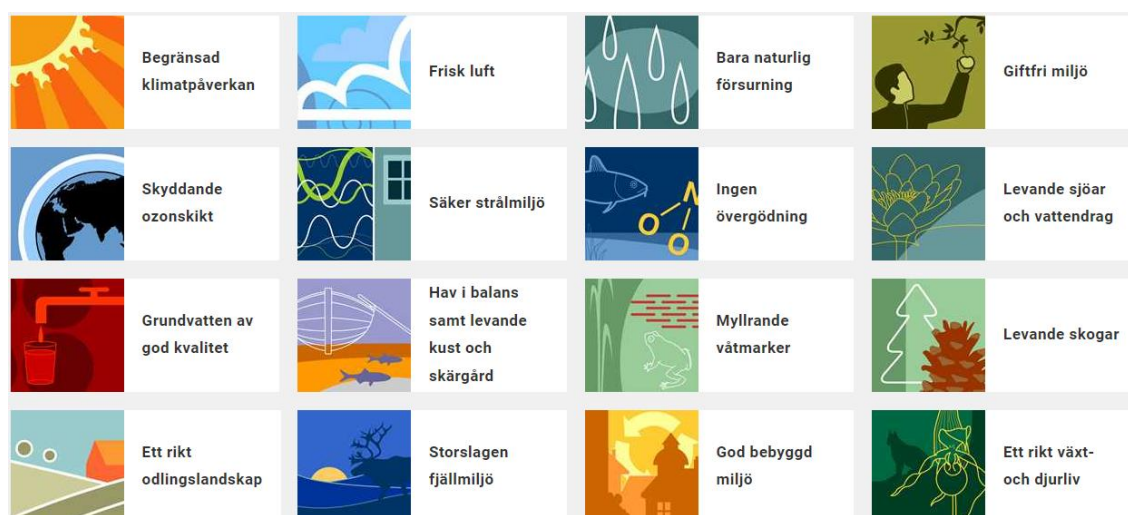 Begränsad
klimatpåverkan
Frisk luft
Bara naturlig
försurning
Giftfri miljö
Skyddande
ozonskikt
Säker strålmiljö
Ingen
övergödning
N
O
O
Levande sjöar
och vattendrag
Grundvatten av
god kvalitet
Hav i balans
samt levande
kust och
skärgård
Myllrande
våtmarker
Levande skogar
Ett rikt
odlingslandskap
Storslagen
fjällmiljö
God bebyggd
miljö
Ett rikt växt-
och djurliv